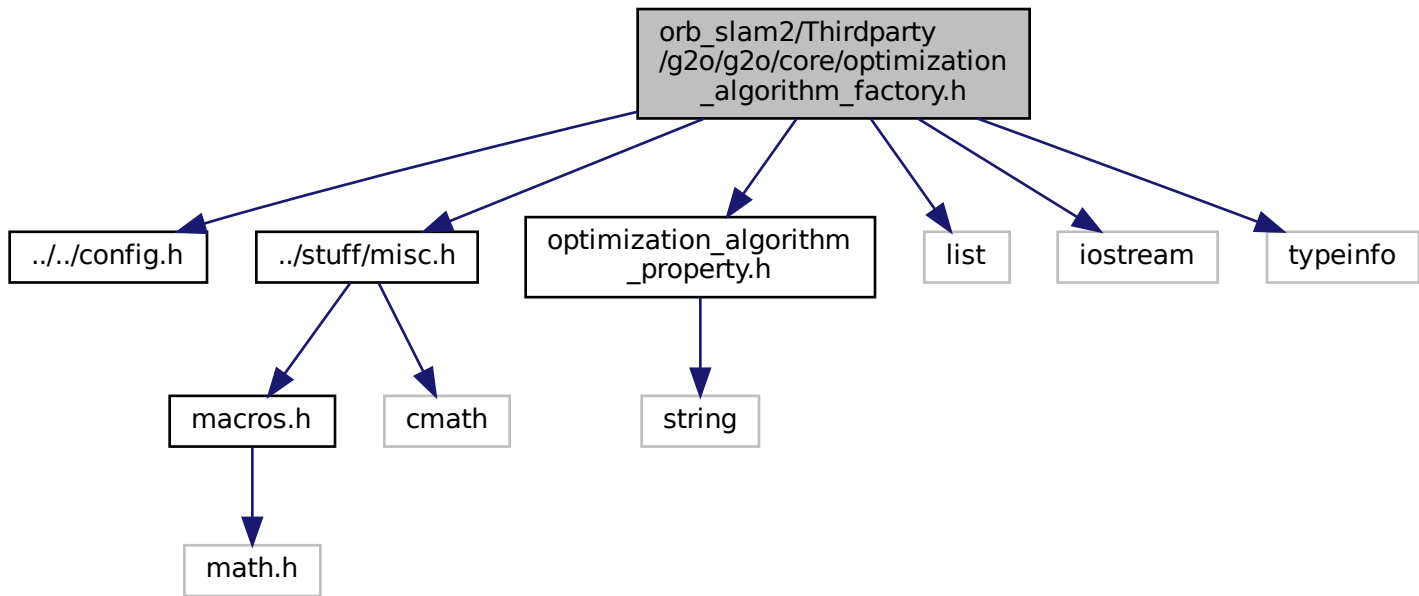 orb_slam2/Thirdparty
/g2o/g2o/core/optimization
_algorithm_factory.h
../../config.h
../stuff/misc.h
optimization_algorithm
_property.h
list
iostream
typeinfo
macros.h
cmath
string
math.h